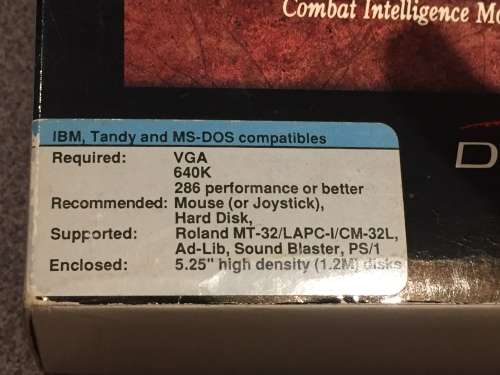 Combat Intelligence
D
IBM, Tandy and MS-DOS compatibles
Required: VGA
640K
286 performance or better
Recommended: Mouse (or Joystick),
Hard Disk,
Supported: Roland MT-32/LAPC-I/CM-32L,
Ad-Lib, Sound Blaster, PS/1
Enclosed: 5.25" high density (1.2M) disks